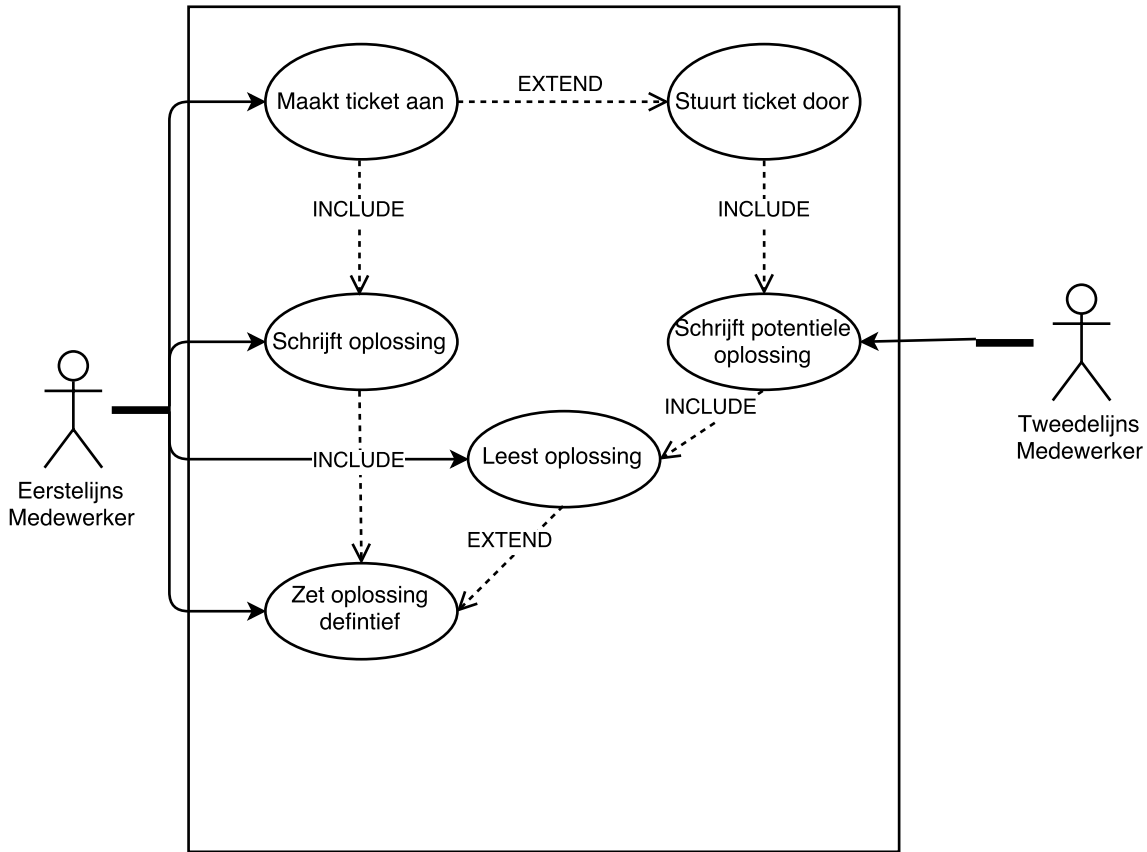 Maakt ticket aan
EXTEND
Stuurt ticket door
INCLUDE
INCLUDE
Schrijft oplossing
Schrijft potentiele
oplossing
INCLUDE
Leest oplossing
INCLUDE
EXTEND
Zet oplossing
defintief
Eerstelijns
Medewerker
Tweedelijns
Medewerker